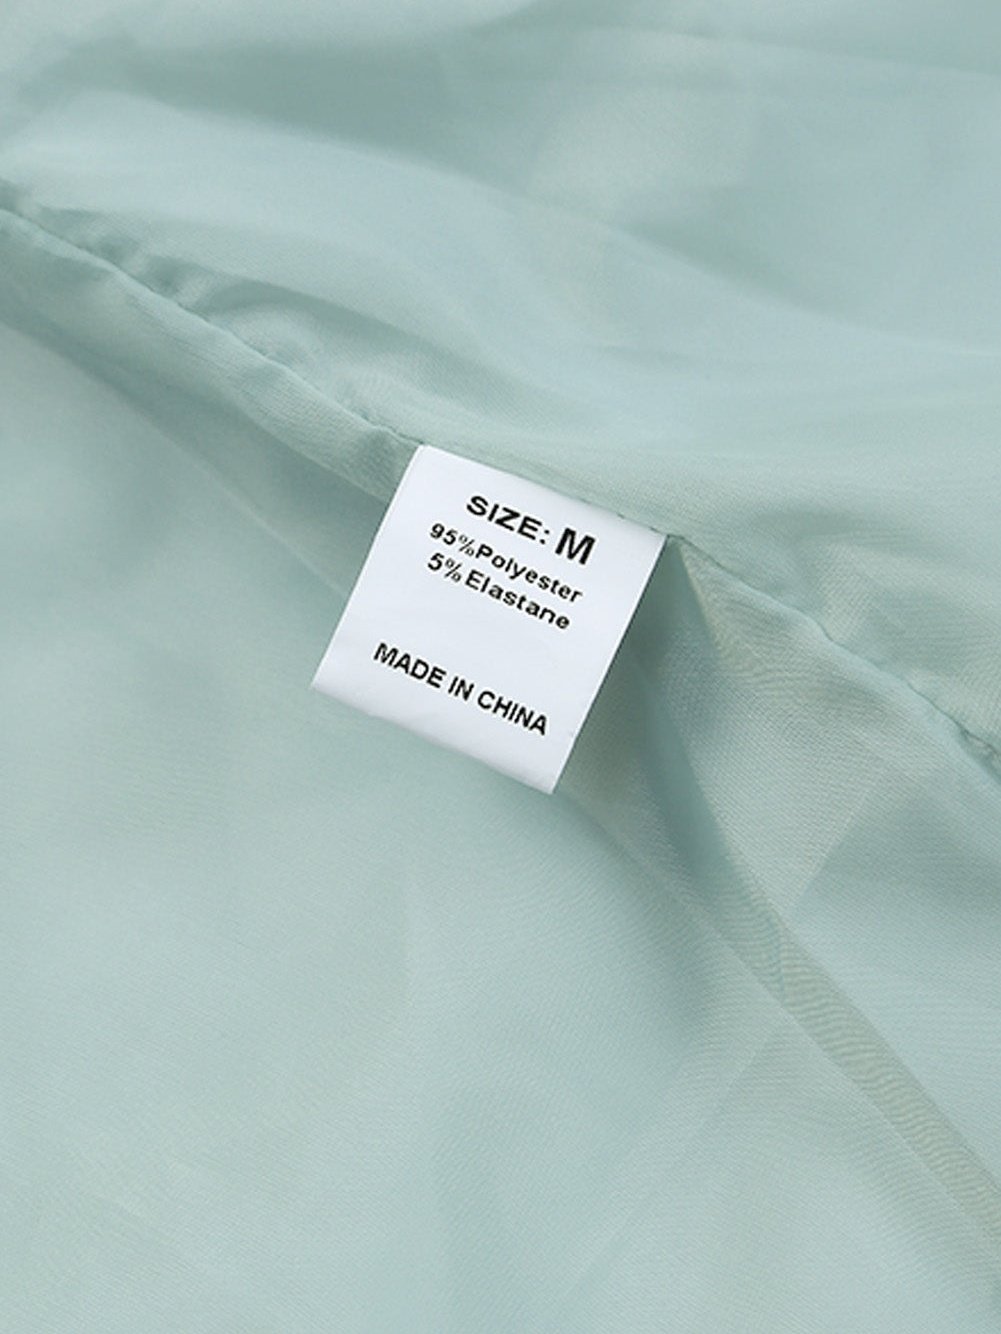 SIZE: M
95%Polyester
5%Elastane
MADE IN CHINA